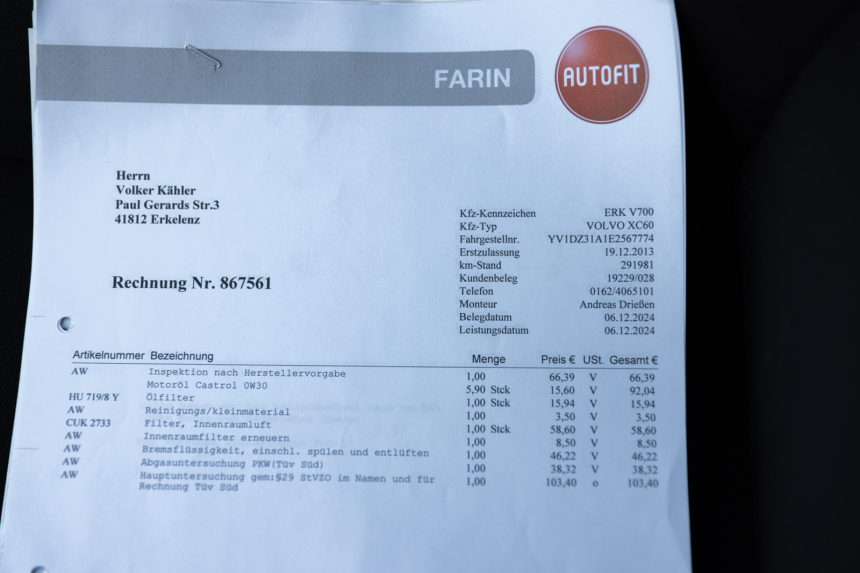 FARIN
AUTOFIT
Herrn
Volker Kähler
Paul Gerards Str.3
41812 Erkelenz
Kfz-Kennzeichen ERK V700
Kfz-Typ VOLVO XC60
Fahrgestellnr. YV1DZ31A1E2567774
Erstzulassung 19.12.2013
km-Stand 291981
Kundenbeleg 19229/028
Telefon 0162/4065101
Monteur Andreas Drießen
Belegdatum 06.12.2024
Leistungsdatum 06.12.2024
Rechnung Nr. 867561
Artikelnummer Bezeichnung Menge Preis € USt. Gesamt €
AW Inspektion nach Herstellervorgabe 1,00 66,39 V 66,39
Motoröl Castrol 0W30 5,90 Stck 15,60 V 92,04
HU 719/8 Y Ölfilter 1,00 Stck 15,94 V 15,94
AW Reinigungs/kleinmaterial 1,00 3,50 V 3,50
CUK 2733 Filter, Innenraumluft 1,00 Stck 58,60 V 58,60
AW Innenraumfilter erneuern 1,00 8,50 V 8,50
AW Bremsflüssigkeit, einschl. spülen und entlüften 1,00 46,22 V 46,22
AW Abgasuntersuchung PKW(Tüv Süd) 1,00 38,32 V 38,32
AW Hauptuntersuchung gem:§29 StVZO im Namen und für 1,00 103,40 o 103,40
Rechnung Tüv Süd